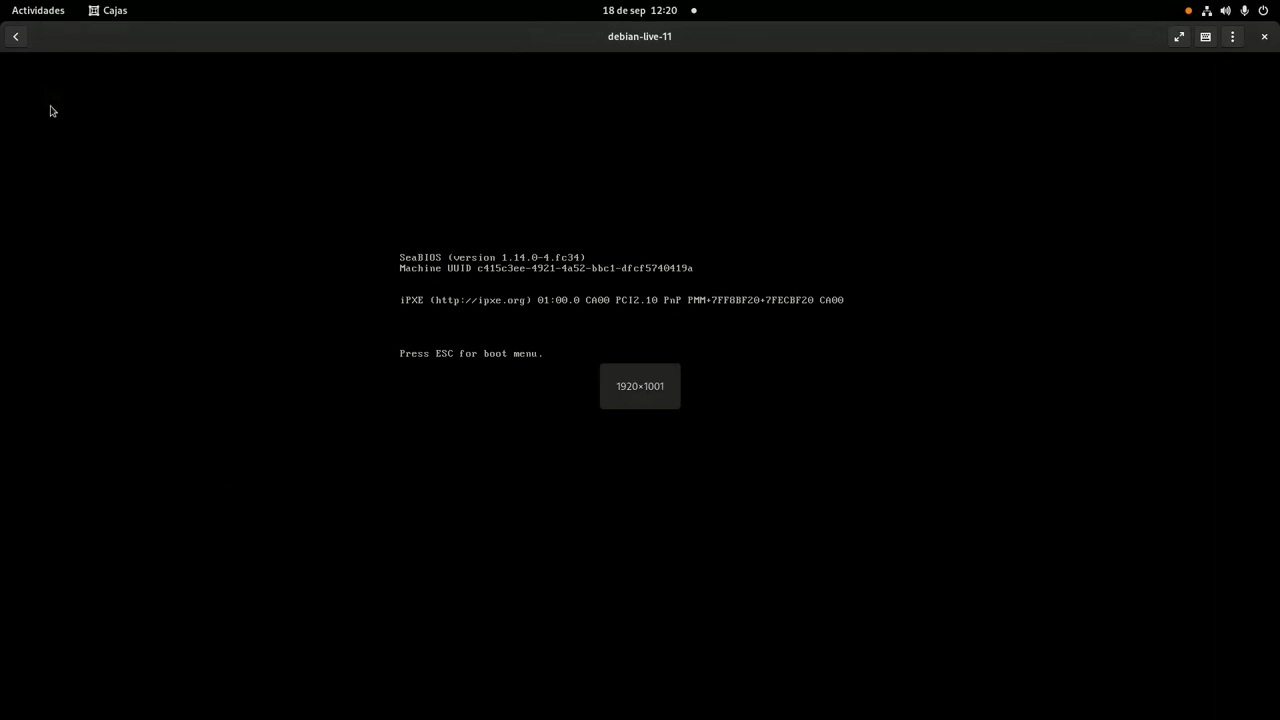 Actividades Cajas 18 de sep 12:20
debian-live-11
SeaBIOS (version 1.14.0-4.fc34)
Machine UUID c415c3ee-4921-4a52-bbc1-dfcf5740419a
iPXE (http://ipxe.org) 01:00.0 CA00 PCI2.10 PnP PMM+7FF8BF20+7FECBF20 CA00
Press ESC for boot menu.
1920×1001